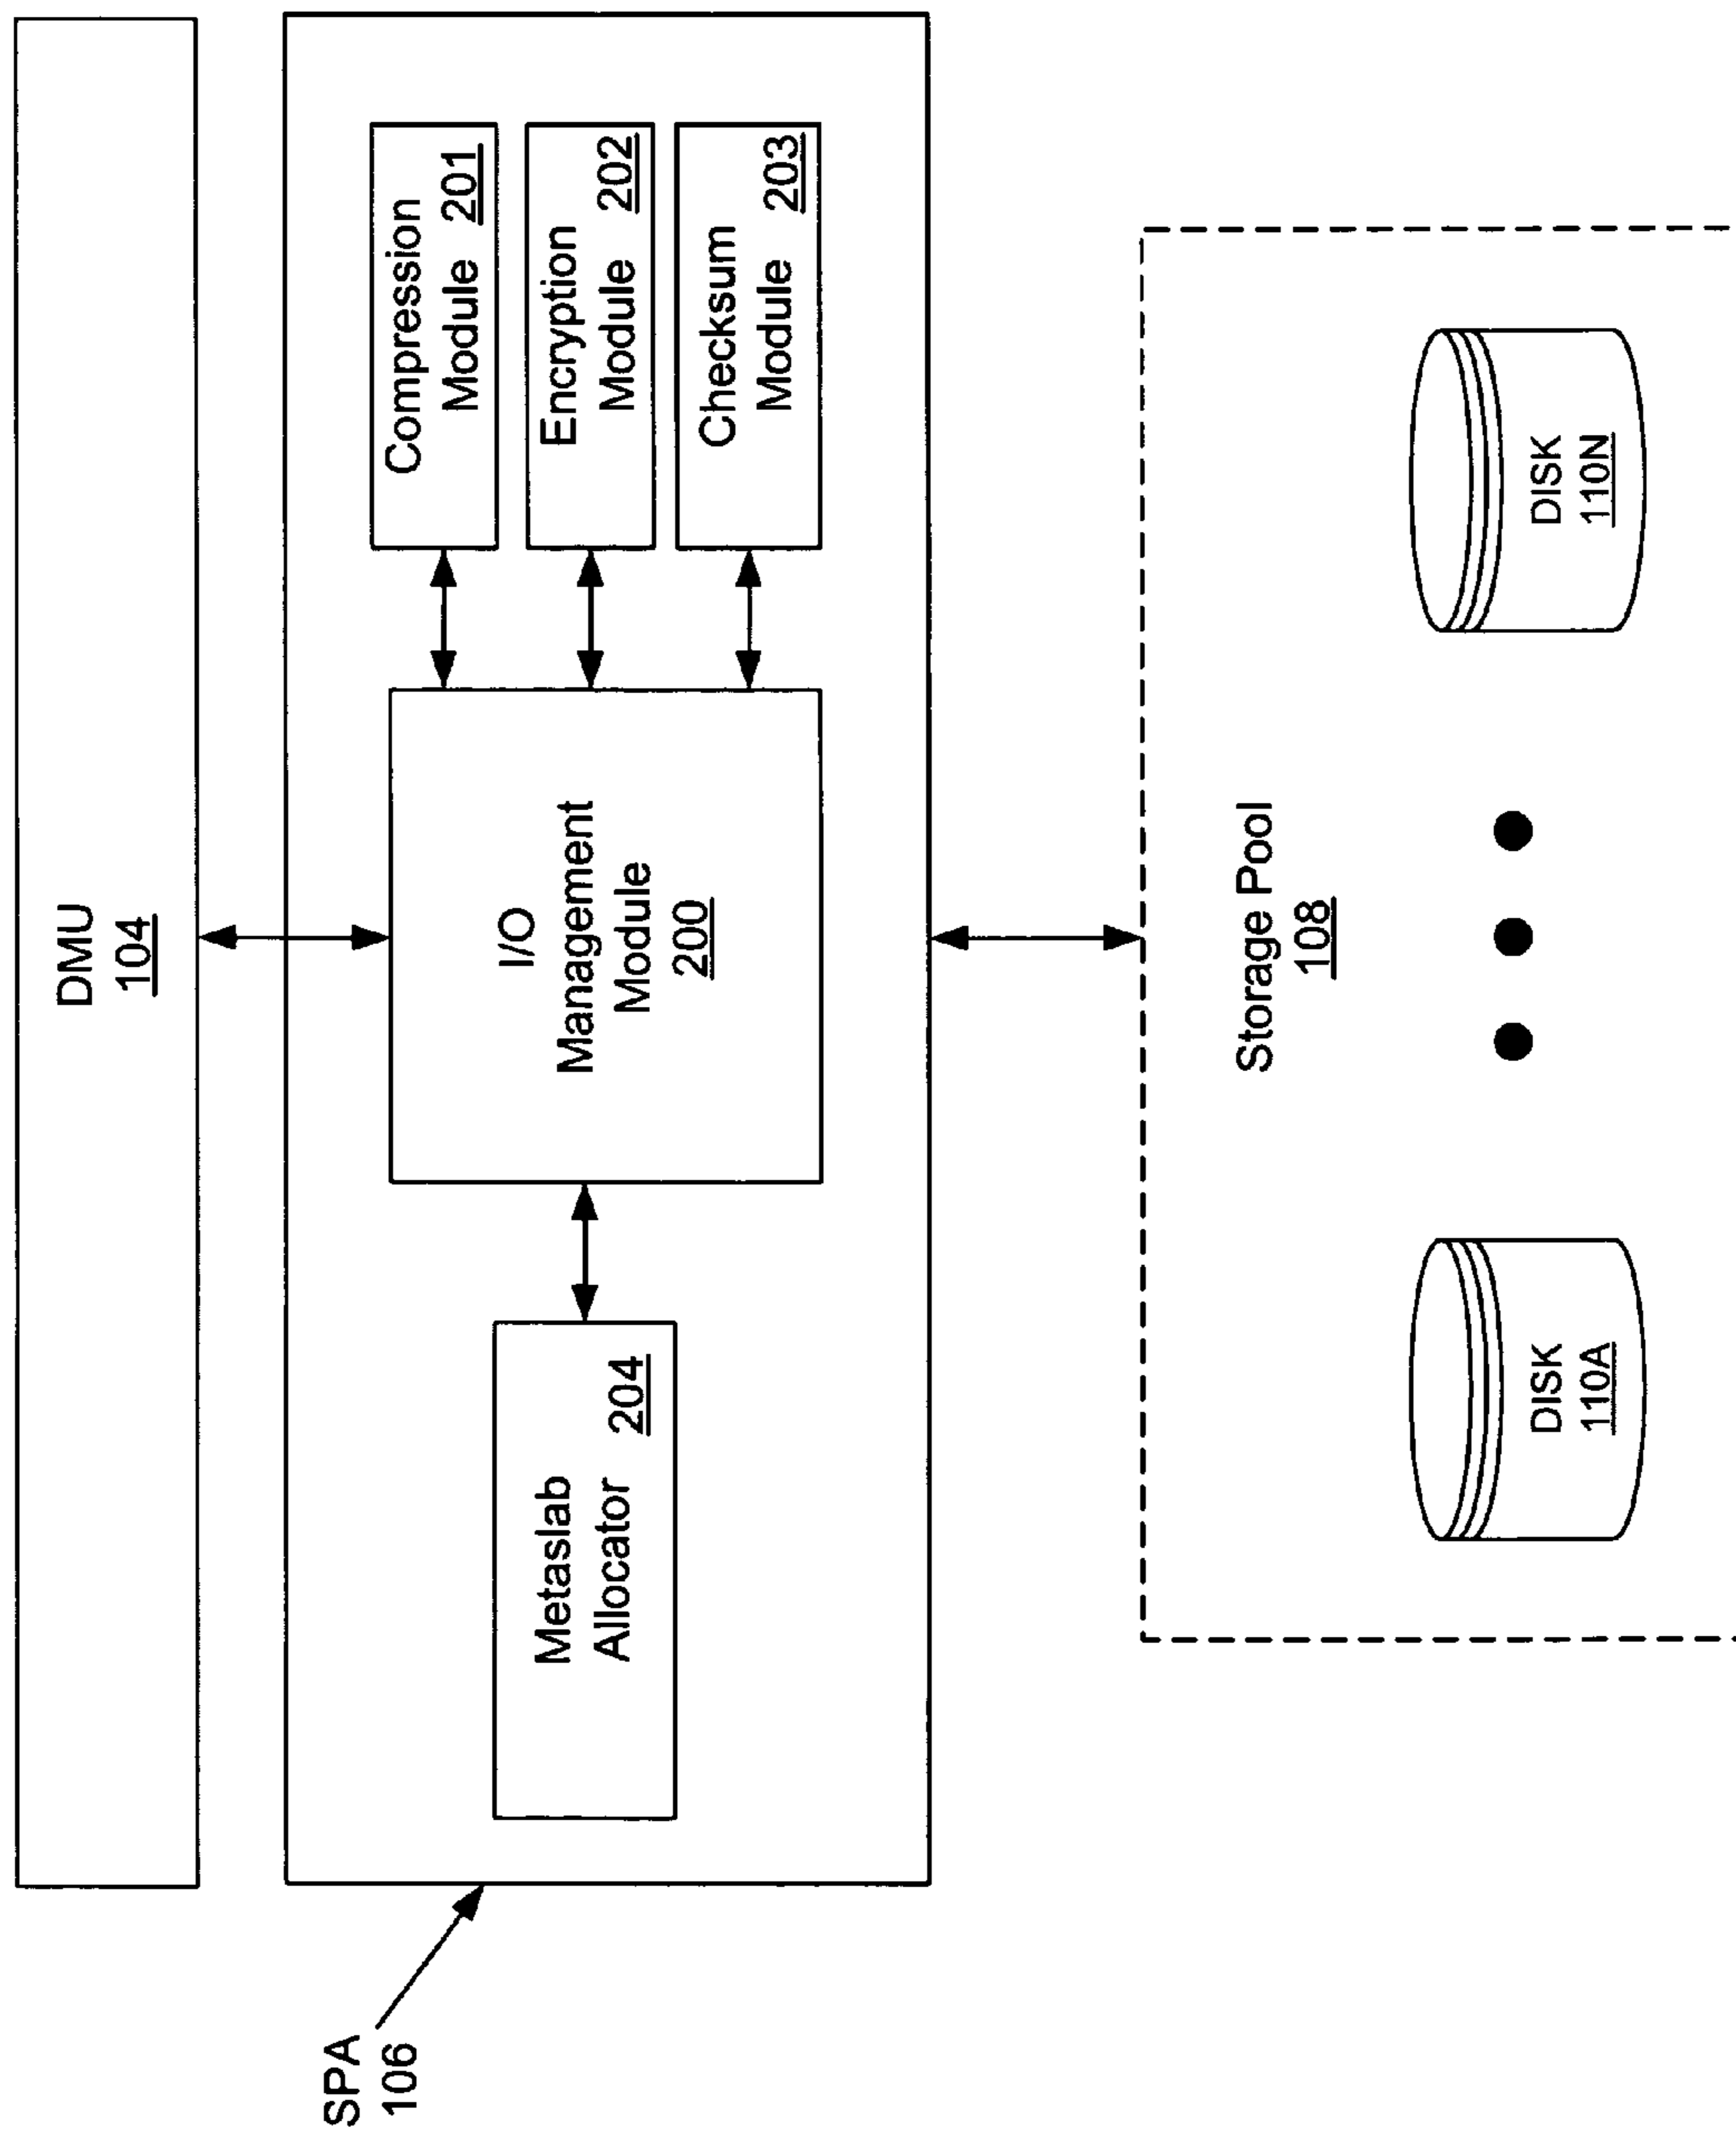 DMU
104
SPA
106
Metaslab
Allocator 204
I/O
Management
Module
200
Compression
Module 201
Encryption
Module 202
Checksum
Module 203
Storage Pool
108
DISK
110A
DISK
110N